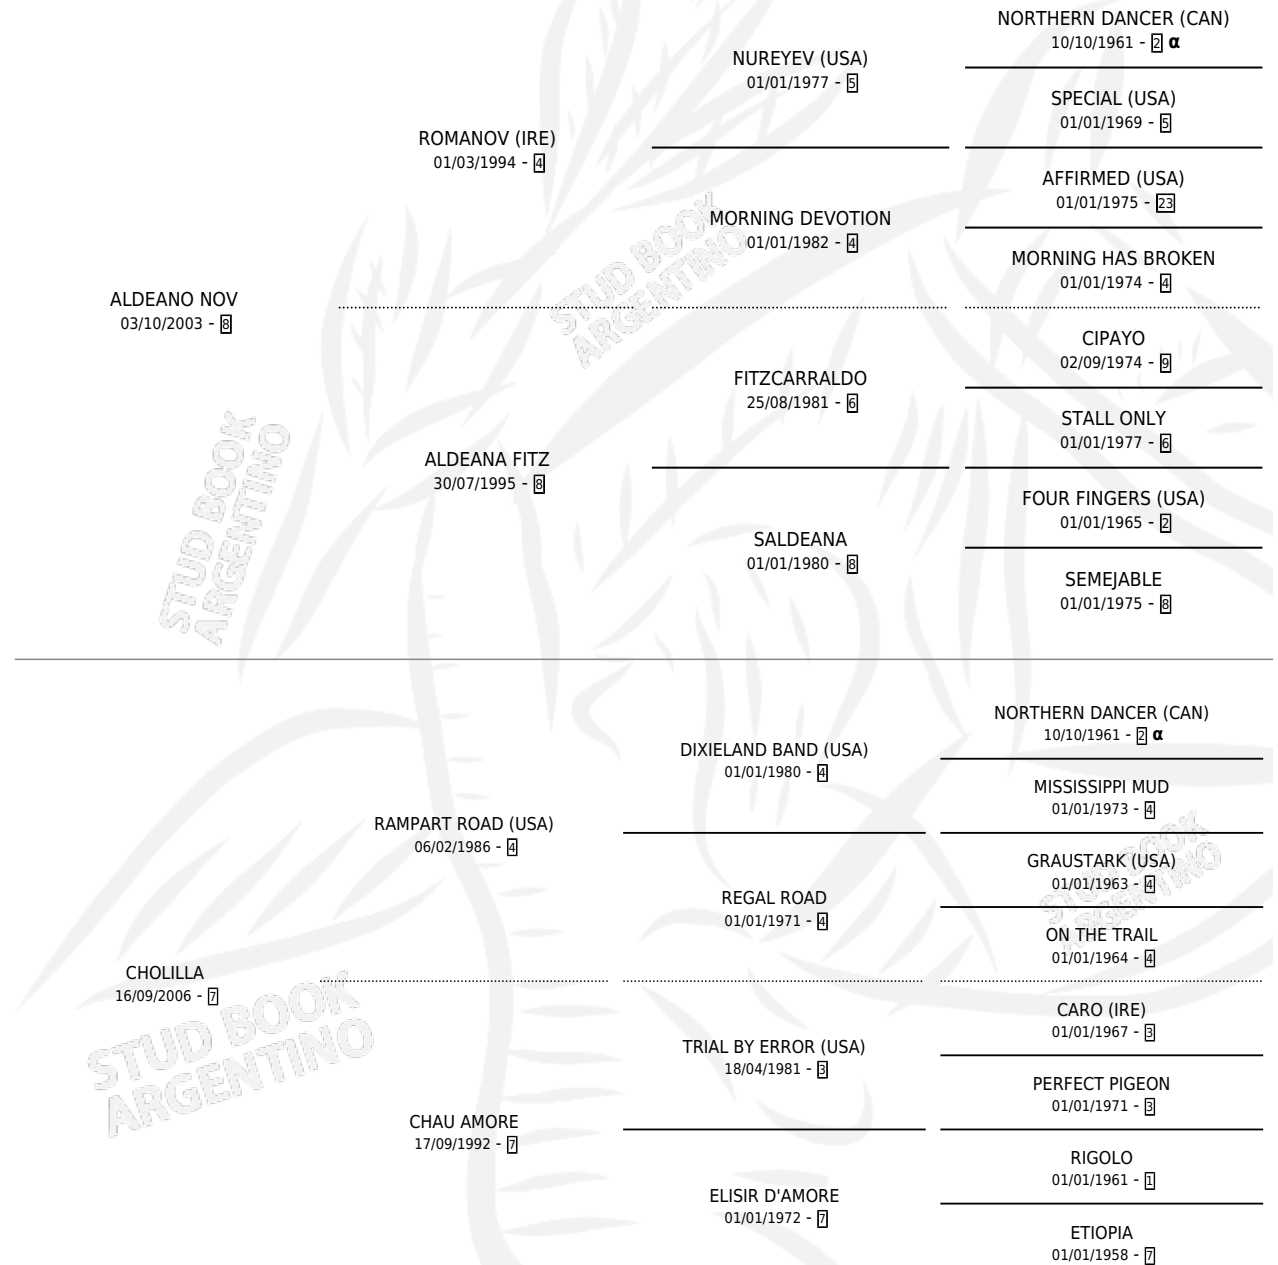 NORTHERN DANCER (CAN)
10/10/1961 - 2 α
NUREYEV (USA)
01/01/1977 - 5
SPECIAL (USA)
01/01/1969 - 5
ROMANOV (IRE)
01/03/1994 - 4
AFFIRMED (USA)
01/01/1975 - 23
MORNING DEVOTION
01/01/1982 - 4
MORNING HAS BROKEN
01/01/1974 - 4
ALDEANO NOV
03/10/2003 - 8
CIPAYO
02/09/1974 - 9
FITZCARRALDO
25/08/1981 - 6
STALL ONLY
01/01/1977 - 6
ALDEANA FITZ
30/07/1995 - 8
FOUR FINGERS (USA)
01/01/1965 - 2
SALDEANA
01/01/1980 - 8
SEMEJABLE
01/01/1975 - 8
STUD BOOK
ARGENTINO
STUD BOOK
ARGENTINO
NORTHERN DANCER (CAN)
10/10/1961 - 2 α
DIXIELAND BAND (USA)
01/01/1980 - 4
MISSISSIPPI MUD
01/01/1973 - 4
RAMPART ROAD (USA)
06/02/1986 - 4
GRAUSTARK (USA)
01/01/1963 - 4
REGAL ROAD
01/01/1971 - 4
ON THE TRAIL
01/01/1964 - 4
CHOLILLA
16/09/2006 - 7
CARO (IRE)
01/01/1967 - 3
TRIAL BY ERROR (USA)
18/04/1981 - 3
PERFECT PIGEON
01/01/1971 - 3
CHAU AMORE
17/09/1992 - 7
RIGOLO
01/01/1961 - 1
ELISIR D'AMORE
01/01/1972 - 7
ETIOPIA
01/01/1958 - 7
STUD BOOK
ARGENTINO
STUD BOOK
ARGENTINO